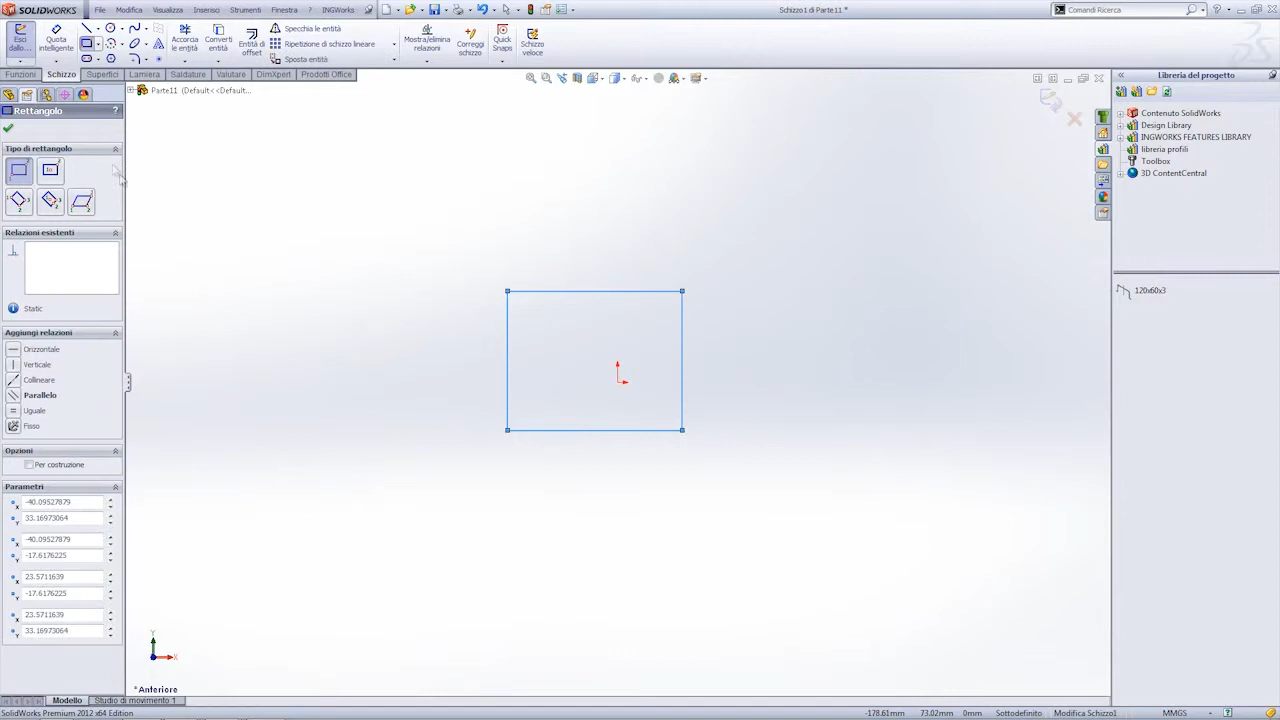 SOLIDWORKS File Modifica Visualizza Inserisci Strumenti Finestra ? INGWorks Schizzo1 di Parte11 * Comandi Ricerca
Esci dallo... Quota intelligente Accorcia le entità Converti entità Entità di offset Specchia le entità Mostra/elimina relazioni Correggi schizzo Quick Snaps Schizzo veloce
Ripetizione di schizzo lineare
Sposta entità
Funzioni Schizzo Superfici Lamiera Saldature Valutare DimXpert Prodotti Office
Libreria del progetto
Parte11 (Default<<Default...
Rettangolo ?
Tipo di rettangolo
Relazioni esistenti
Static
Aggiungi relazioni
Orizzontale
Verticale
Collineare
Parallelo
Uguale
Fisso
Opzioni
Per costruzione
Parametri
-40.09527879
33.16973064
-40.09527879
-17.6176225
23.5711639
-17.6176225
23.5711639
33.16973064
Contenuto SolidWorks
Design Library
INGWORKS FEATURES LIBRARY
libreria profili
Toolbox
3D ContentCentral
120x60x3
Y
X
*Anteriore
Modello Studio di movimento 1
SolidWorks Premium 2012 x64 Edition -178.61mm 73.02mm 0mm Sottodefinito Modifica Schizzo1 MMGS